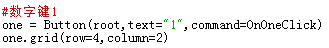 #数字键1
one = Button(root,text="1",command=OnOneClick)
one.grid(row=4,column=2)